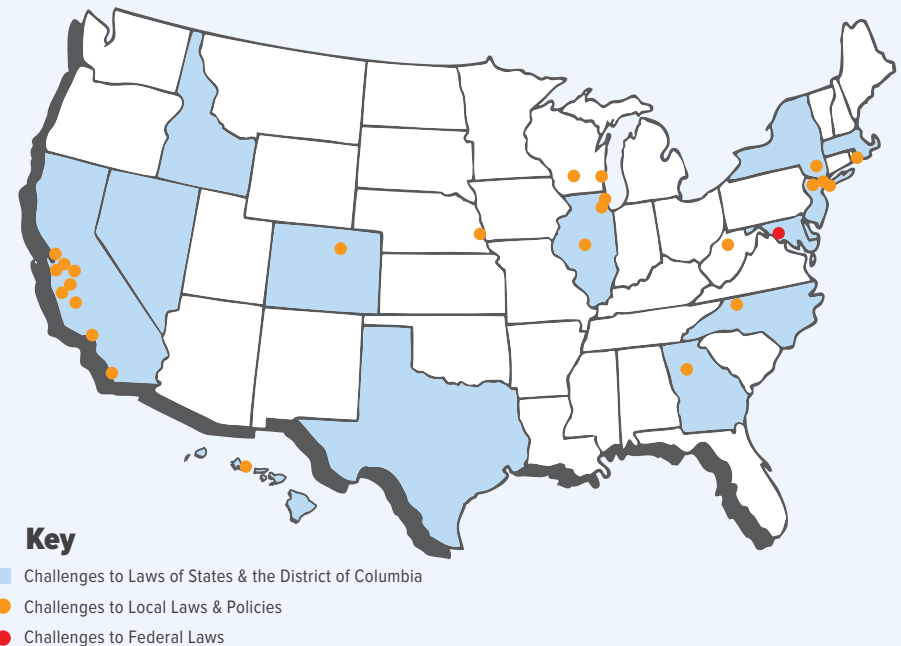 Key
Challenges to Laws of States & the District of Columbia
Challenges to Local Laws & Policies
Challenges to Federal Laws